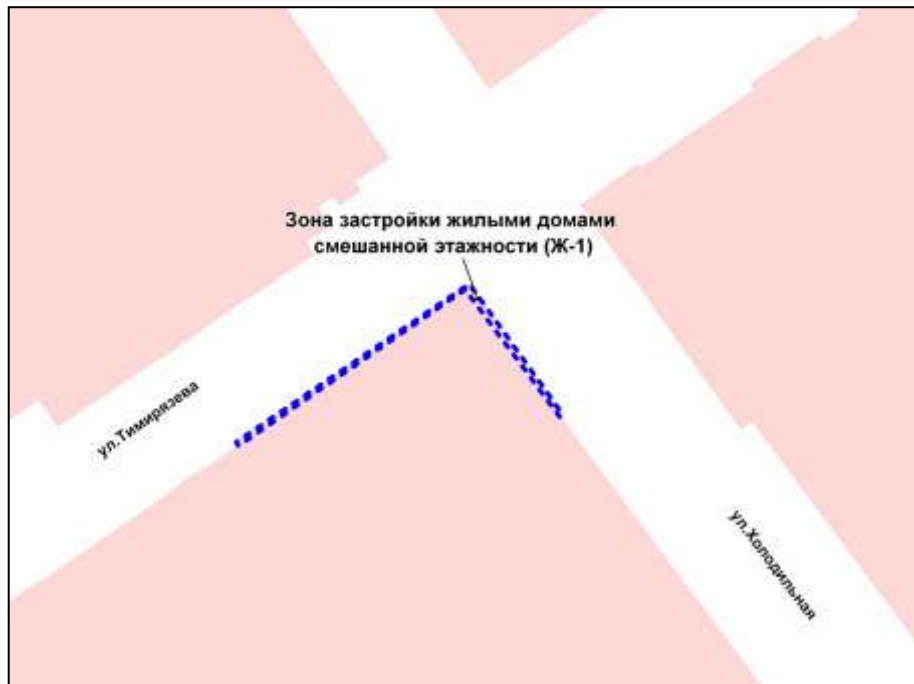 Зона застройки жилыми домами
смешанной этажности (Ж-1)
ул.Тимирязева
ул.Холодильная